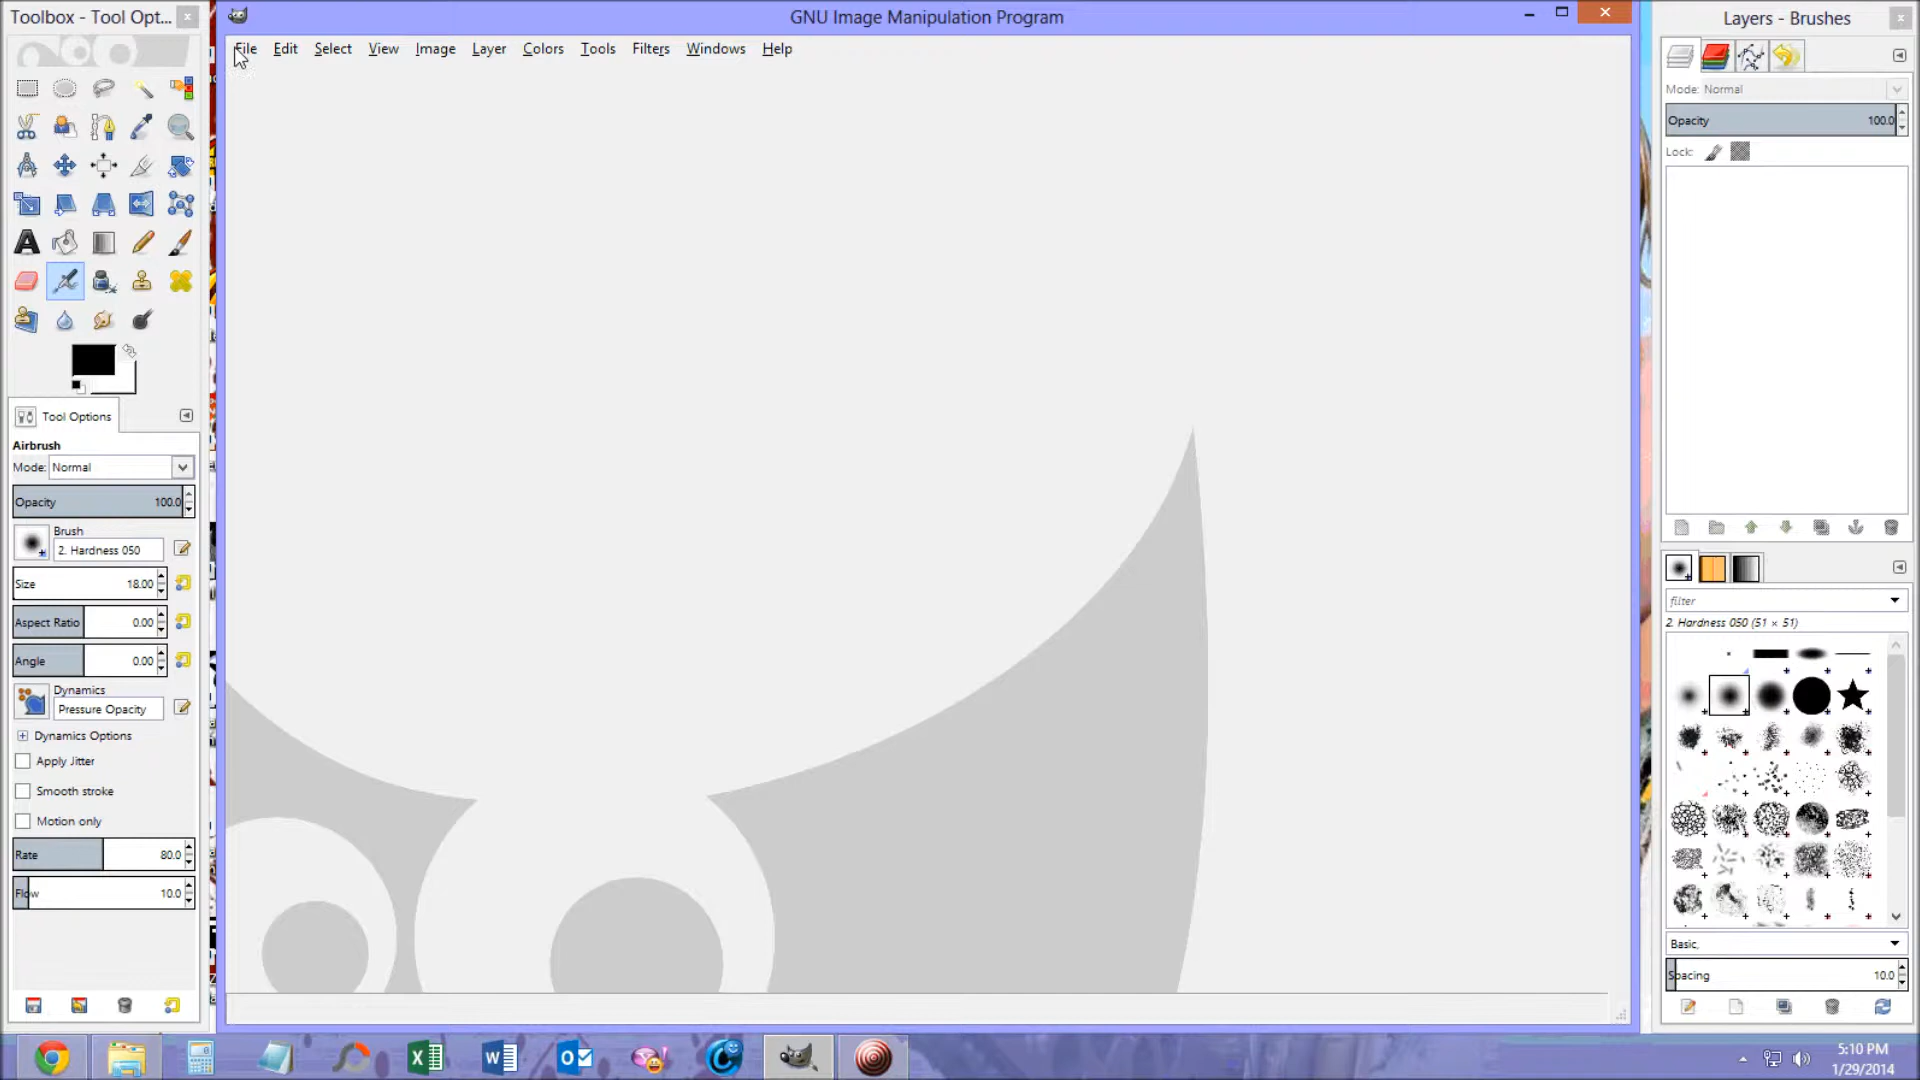 Toolbox - Tool Opt...
GNU Image Manipulation Program
Layers - Brushes
File Edit Select View Image Layer Colors Tools Filters Windows Help
Mode: Normal
Opacity 100.0
Lock:
Tool Options
Airbrush
Mode: Normal
Opacity 100.0
Brush
2. Hardness 050
Size 18.00
Aspect Ratio 0.00
Angle 0.00
Dynamics
Pressure Opacity
Dynamics Options
Apply Jitter
Smooth stroke
Motion only
Rate 80.0
Flow 10.0
filter
2. Hardness 050 (51 × 51)
Basic,
Spacing 10.0
5:10 PM
1/29/2014